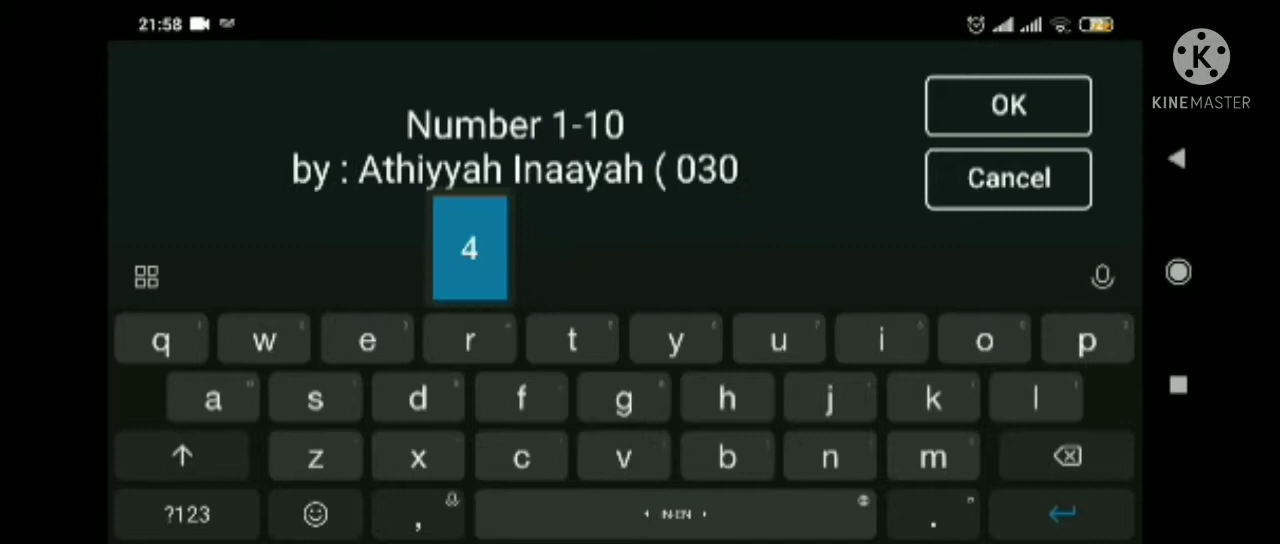 21:58
KINEMASTER
Number 1-10
by : Athiyyah Inaayah ( 030
OK
Cancel
4
q w e r t y u i o p
a s d f g h j k l
z x c v b n m
?123 , .